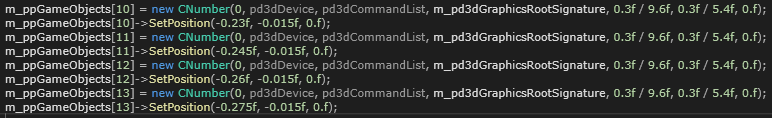 m_ppGameObjects[10] = new CNumber(0, pd3dDevice, pd3dCommandList, m_pd3dGraphicsRootSignature, 0.3f / 9.6f, 0.3f / 5.4f, 0.f);
m_ppGameObjects[10]->SetPosition(-0.23f, -0.015f, 0.f);
m_ppGameObjects[11] = new CNumber(0, pd3dDevice, pd3dCommandList, m_pd3dGraphicsRootSignature, 0.3f / 9.6f, 0.3f / 5.4f, 0.f);
m_ppGameObjects[11]->SetPosition(-0.245f, -0.015f, 0.f);
m_ppGameObjects[12] = new CNumber(0, pd3dDevice, pd3dCommandList, m_pd3dGraphicsRootSignature, 0.3f / 9.6f, 0.3f / 5.4f, 0.f);
m_ppGameObjects[12]->SetPosition(-0.26f, -0.015f, 0.f);
m_ppGameObjects[13] = new CNumber(0, pd3dDevice, pd3dCommandList, m_pd3dGraphicsRootSignature, 0.3f / 9.6f, 0.3f / 5.4f, 0.f);
m_ppGameObjects[13]->SetPosition(-0.275f, -0.015f, 0.f);